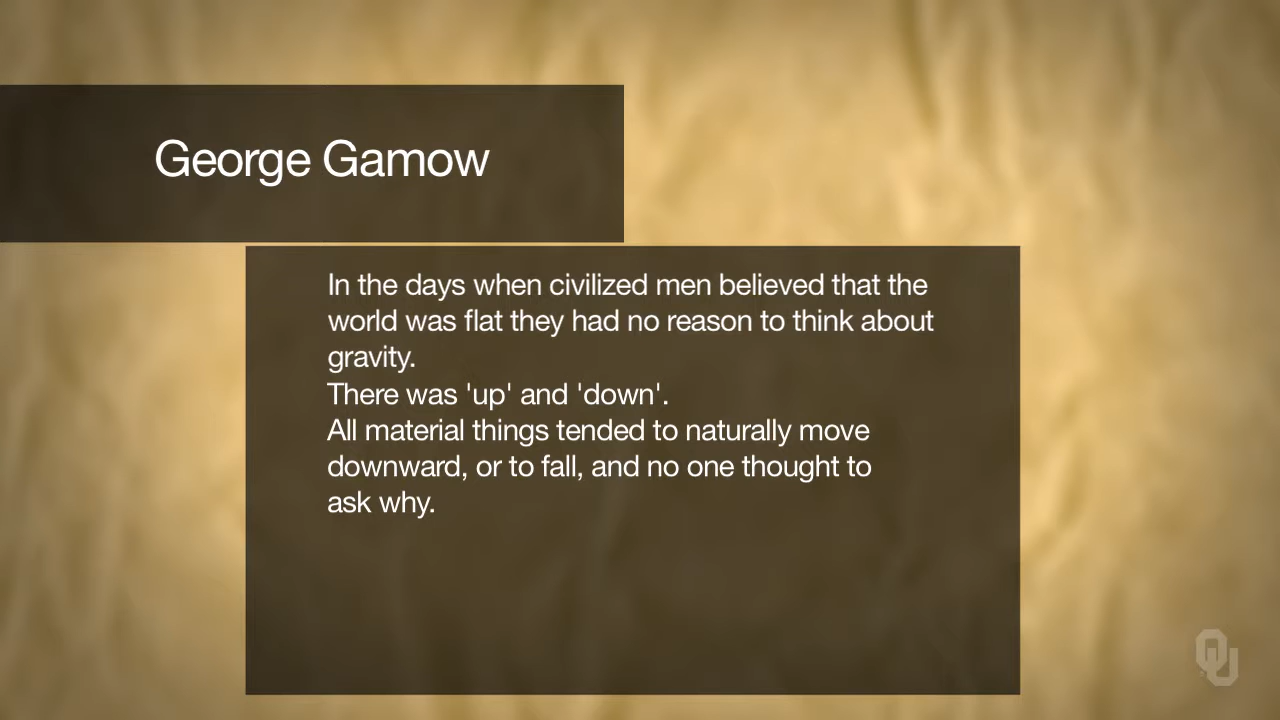 George Gamow
In the days when civilized men believed that the
world was flat they had no reason to think about
gravity.
There was 'up' and 'down'.
All material things tended to naturally move
downward, or to fall, and no one thought to
ask why.
OU